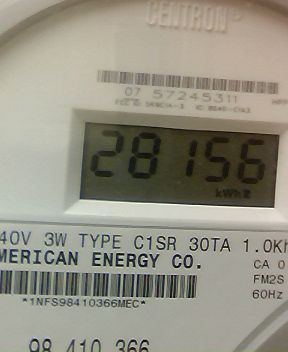 CENTRON®
07 57245311
28156
kWh
40V 3W TYPE C1SR 30TA 1.0Kh
MERICAN ENERGY CO.
CA 0
FM2S
60Hz
*1NFS98410366MEC*
98 410 366